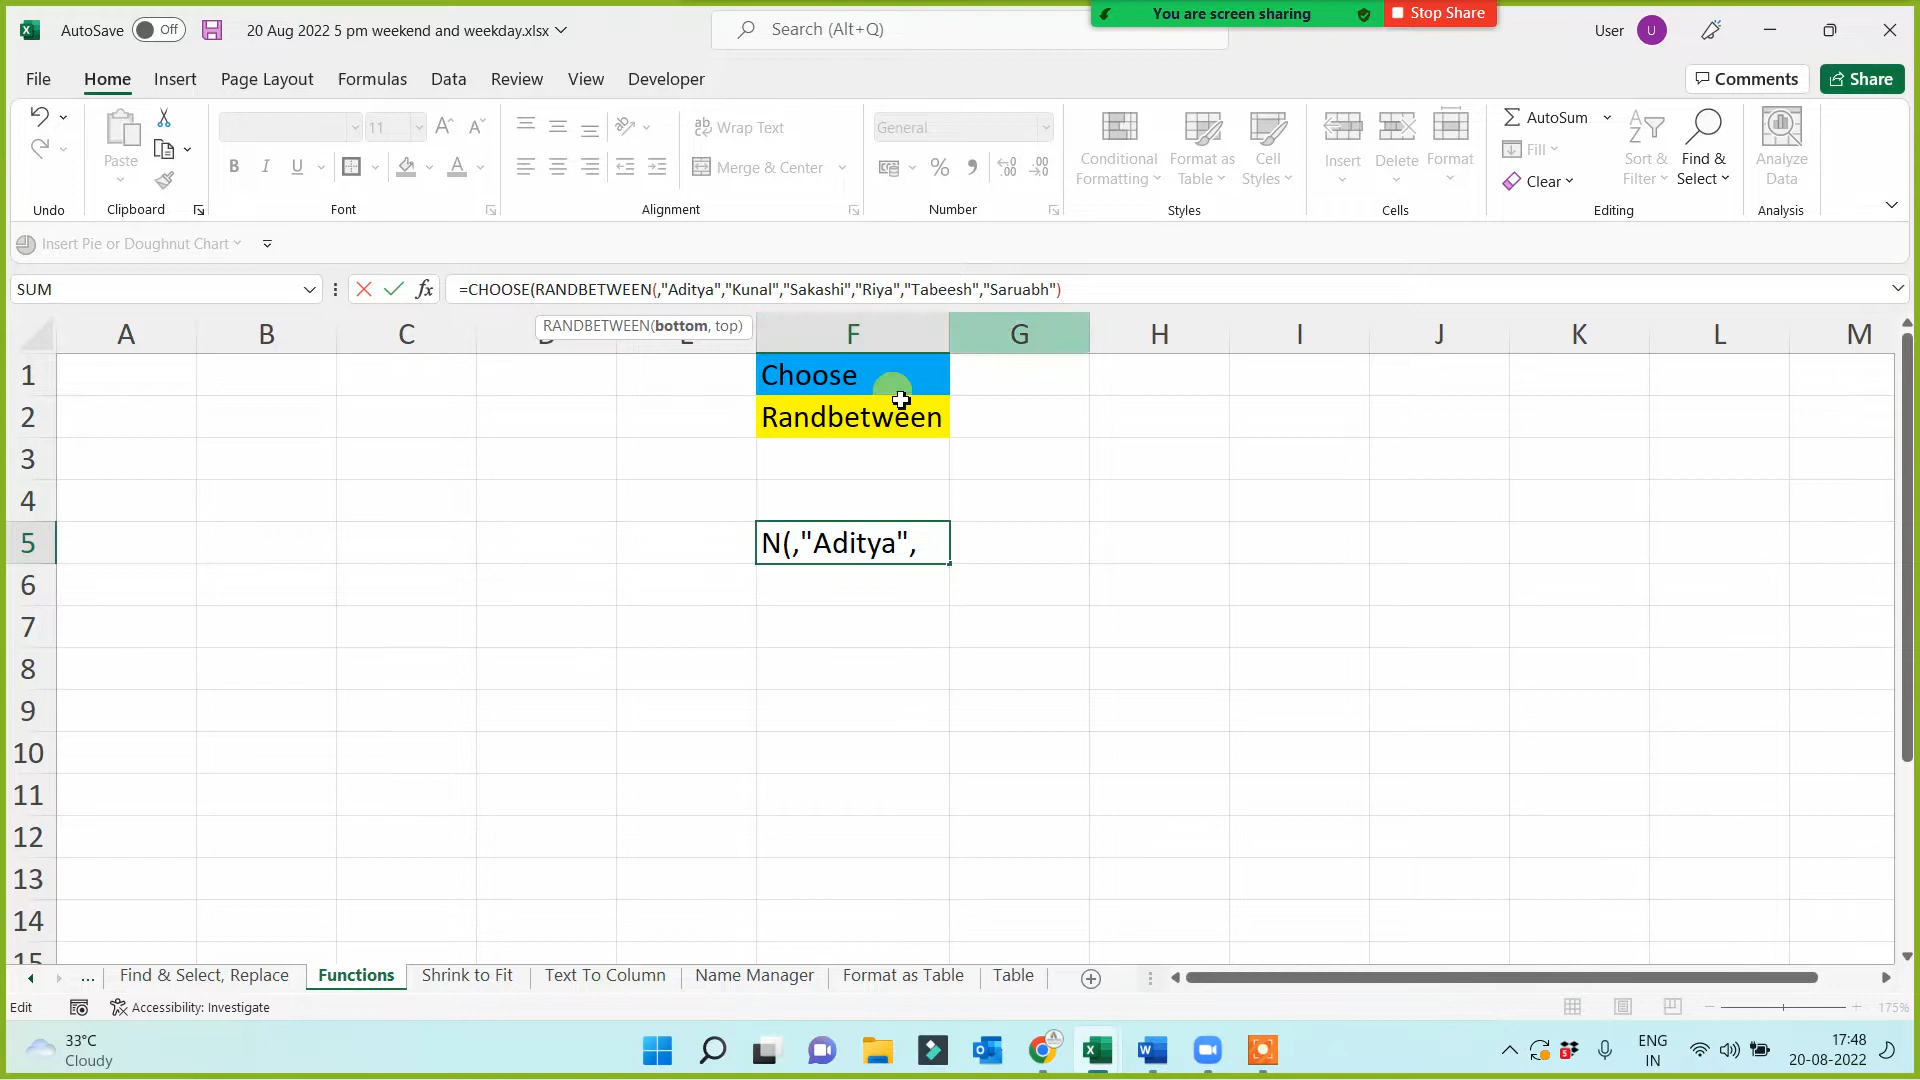 You are screen sharing
Stop Share
AutoSave Off 20 Aug 2022 5 pm weekend and weekday.xlsx Search (Alt+Q) User U
File Home Insert Page Layout Formulas Data Review View Developer Comments Share
11 ab Wrap Text General AutoSum
Paste B I U Merge & Center % Conditional Formatting Format as Table Cell Styles Insert Delete Format Fill Clear Sort & Filter Find & Select Analyze Data
Undo Clipboard Font Alignment Number Styles Cells Editing Analysis
Insert Pie or Doughnut Chart
SUM fx =CHOOSE(RANDBETWEEN(,"Aditya","Kunal","Sakashi","Riya","Tabeesh","Saruabh")
RANDBETWEEN(bottom, top)
A B C D E F G H I J K L M
1 Choose
2 Randbetween
3
4
5 N(,"Aditya",
6
7
8
9
10
11
12
13
14
15
... Find & Select, Replace Functions Shrink to Fit Text To Column Name Manager Format as Table Table
Edit Accessibility: Investigate 175%
33°C
Cloudy
ENG
IN
17:48
20-08-2022